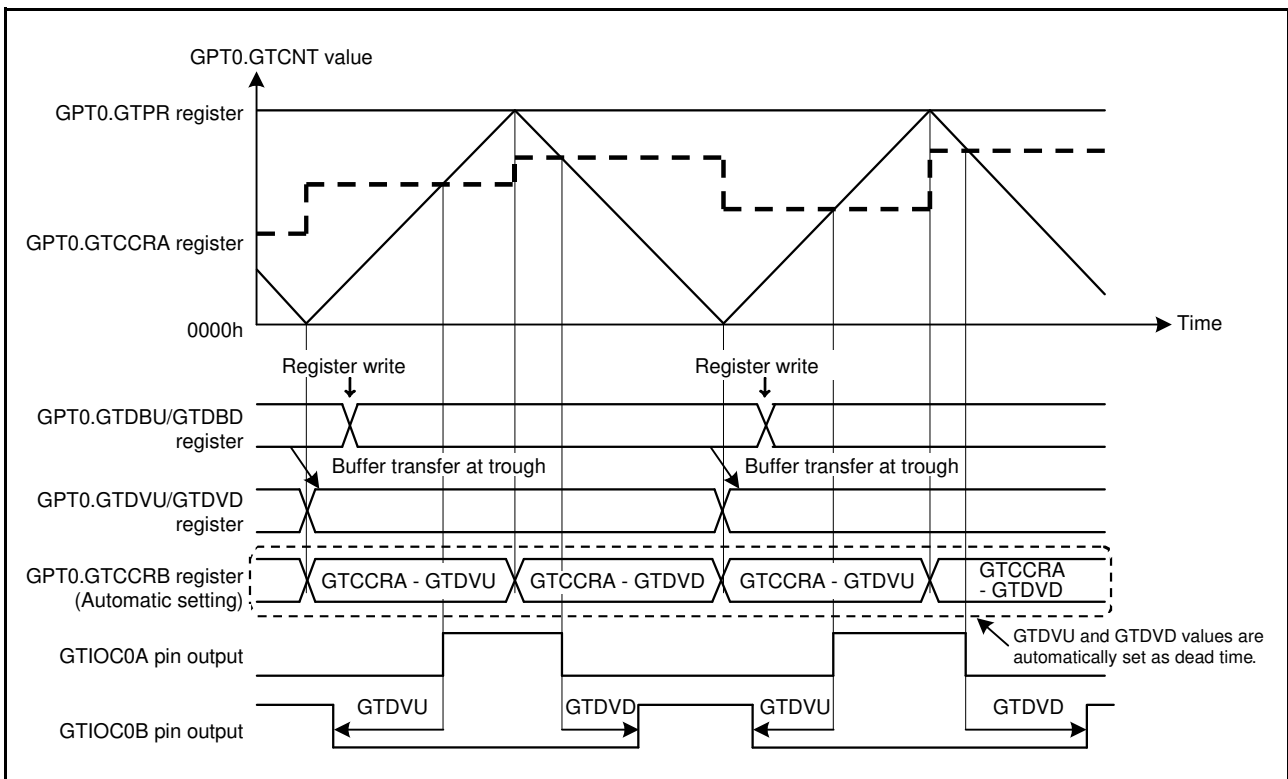 GPT0.GTCNT value
GPT0.GTPR register
GPT0.GTCCRA register
0000h
Time
Register write
Register write
GPT0.GTDBU/GTDBD
register
Buffer transfer at trough
Buffer transfer at trough
GPT0.GTDVU/GTDVD
register
GPT0.GTCCRB register
(Automatic setting)
GTCCRA - GTDVU
GTCCRA - GTDVD
GTCCRA - GTDVU
GTCCRA
- GTDVD
GTDVU and GTDVD values are
automatically set as dead time.
GTIOC0A pin output
GTDVU
GTDVD
GTDVU
GTDVD
GTIOC0B pin output